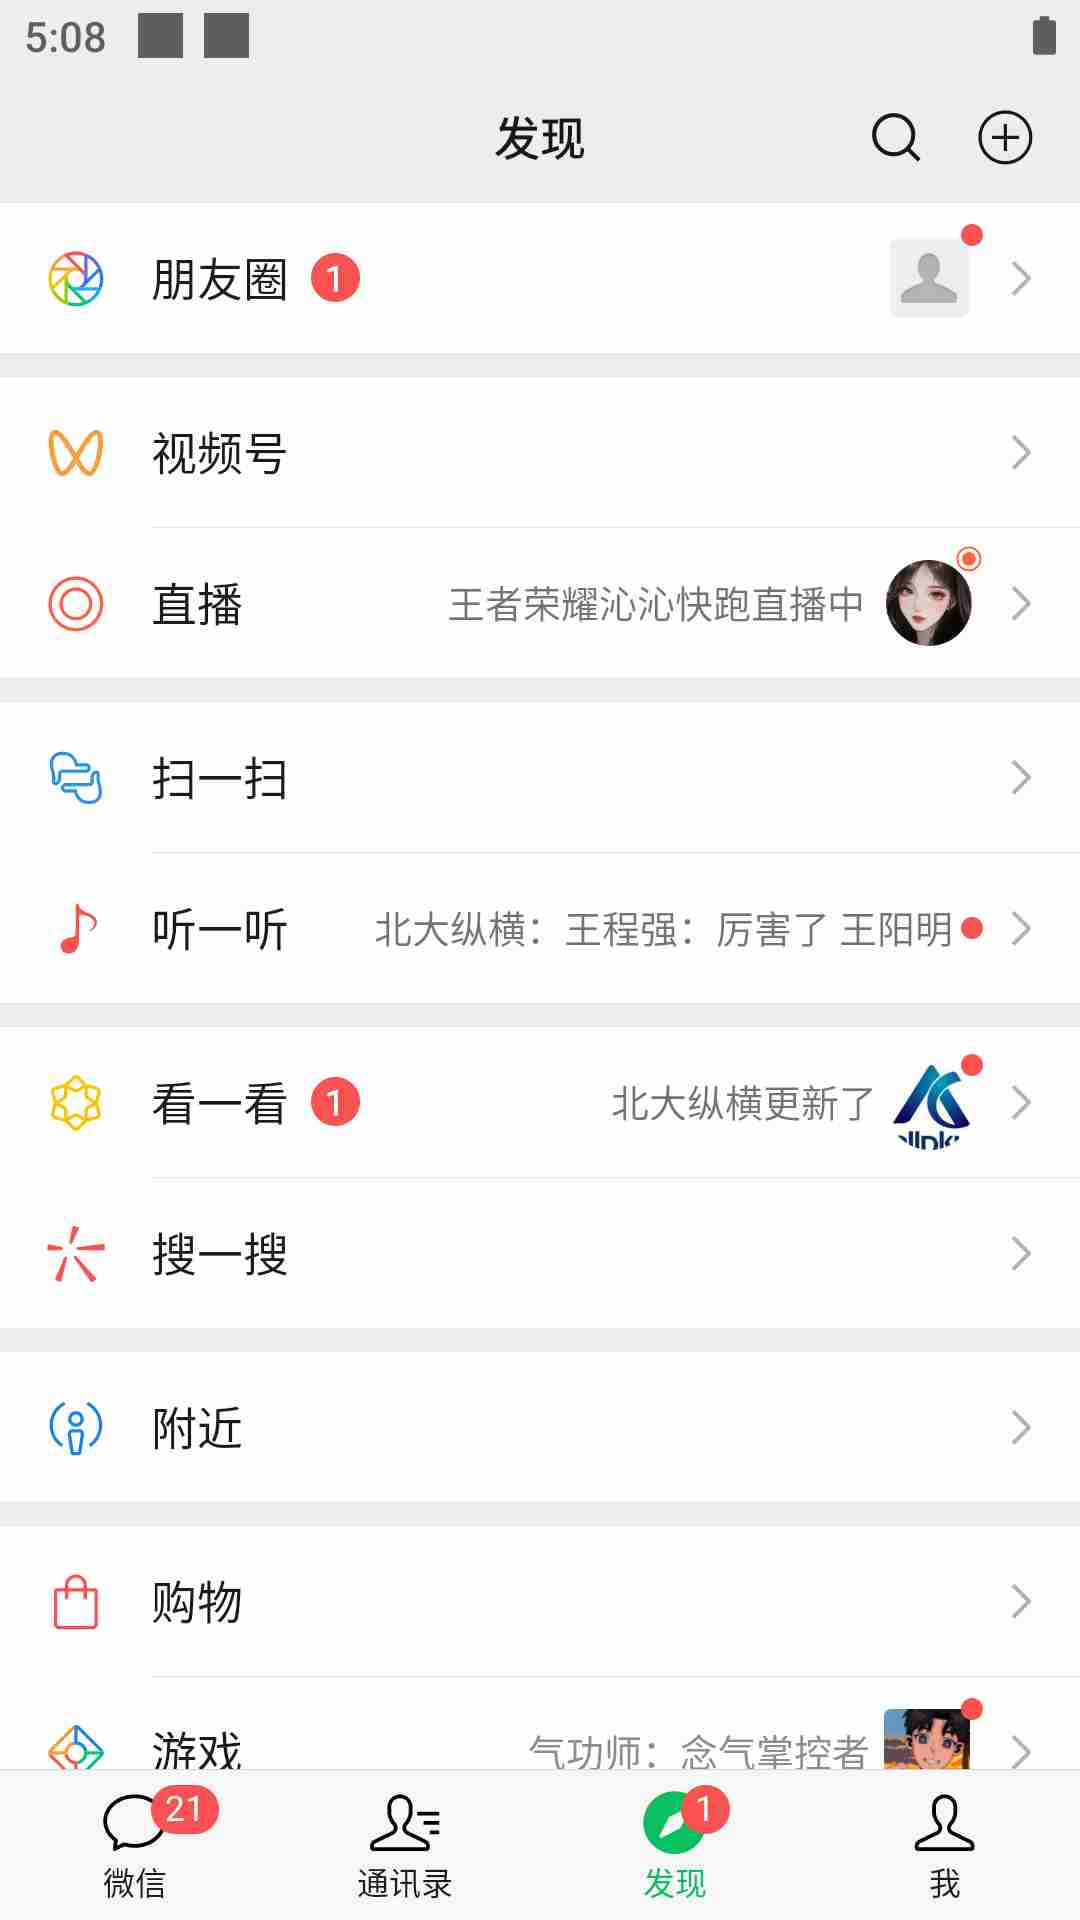 5:08
发现
朋友圈 1
视频号
直播 王者荣耀沁沁快跑直播中
扫一扫
听一听 北大纵横：王程强：厉害了 王阳明
看一看 1 北大纵横更新了
搜一搜
附近
购物
游戏 气功师：念气掌控者
21 1
微信 通讯录 发现 我